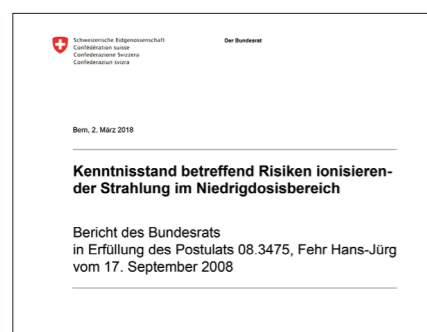 Schweizerische Eidgenossenschaft
Confédération suisse
Confederazione Svizzera
Confederaziun svizra
Der Bundesrat
Bern, 2. März 2018
Kenntnisstand betreffend Risiken ionisieren-
der Strahlung im Niedrigdosisbereich
Bericht des Bundesrats
in Erfüllung des Postulats 08.3475, Fehr Hans-Jürg
vom 17. September 2008